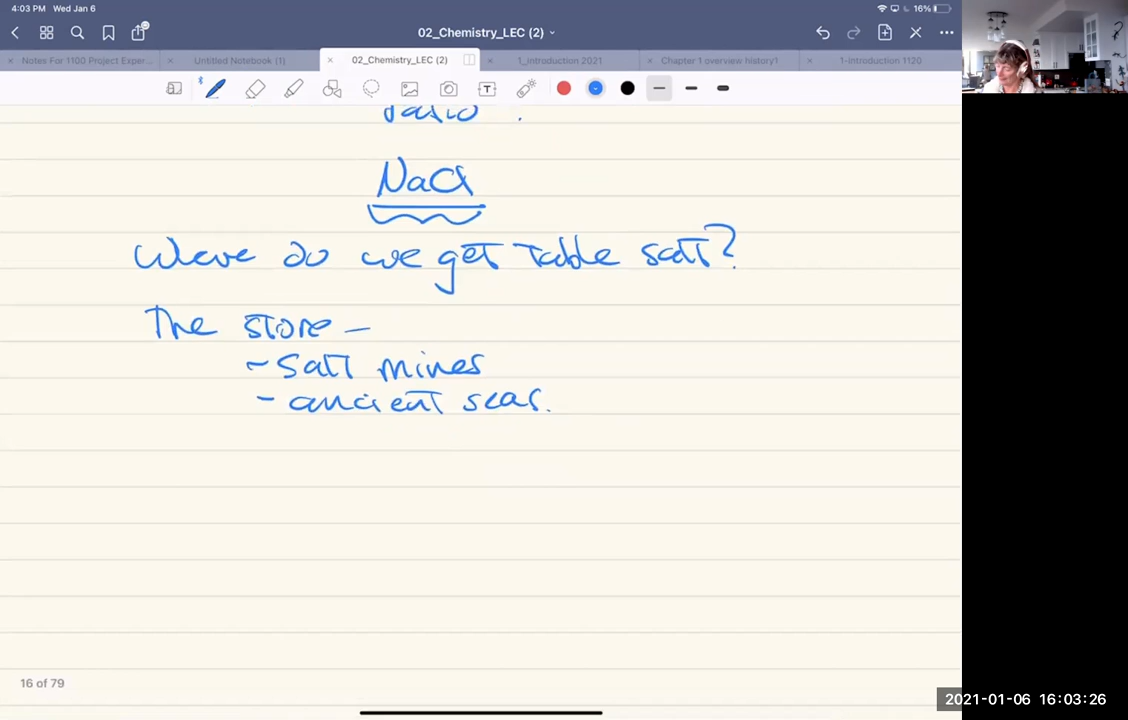 4:03 PM Wed Jan 6
16%
02_Chemistry_LEC (2)
Notes For 1100 Project Exper...
Untitled Notebook (1)
02_Chemistry_LEC (2)
1_Introduction 2021
Chapter 1 overview history1
1-Introduction 1120
T
NaCl
Where do we get Table salt?
The store -
- Salt mines
- ancient seas.
16 of 79
2021-01-06 16:03:26